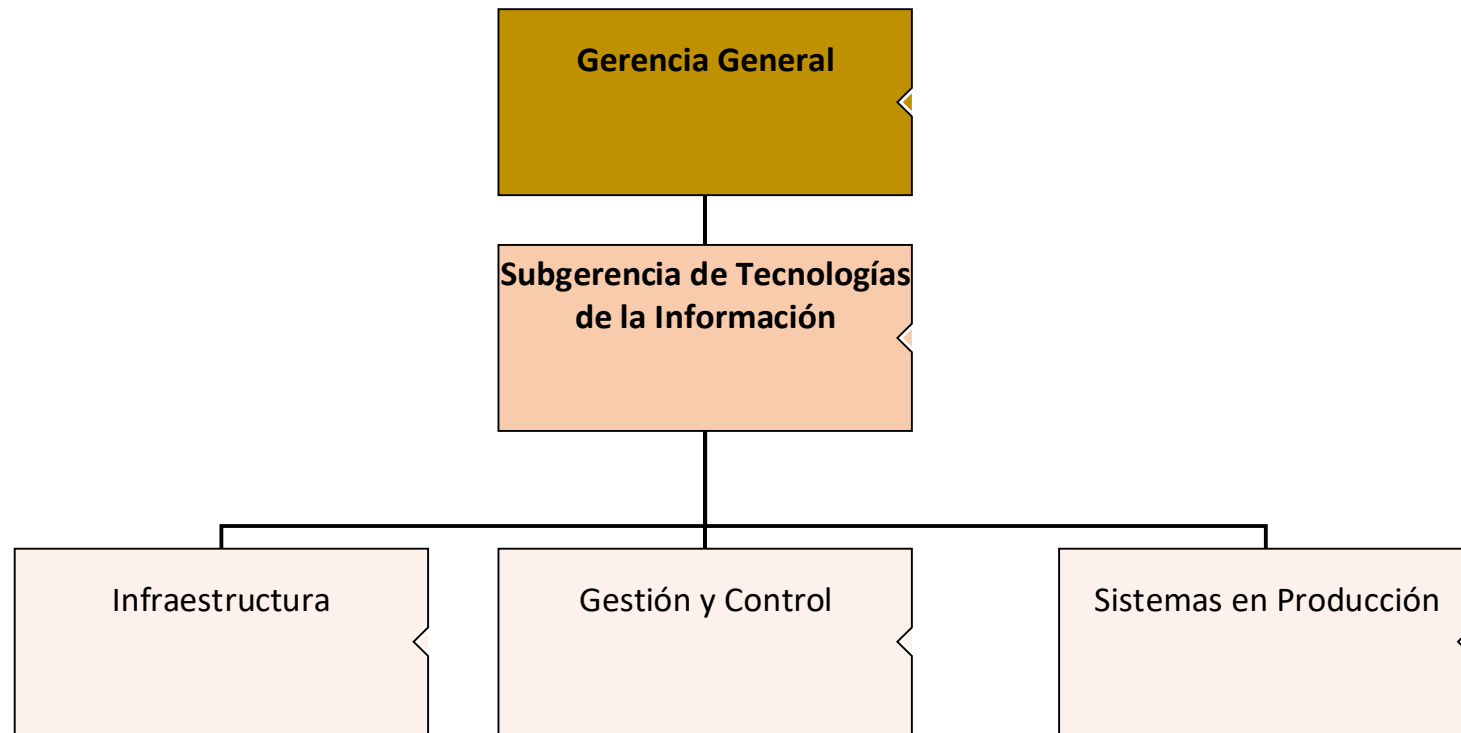 Gerencia General
Subgerencia de Tecnologías
de la Información
Infraestructura
Gestión y Control
Sistemas en Producción